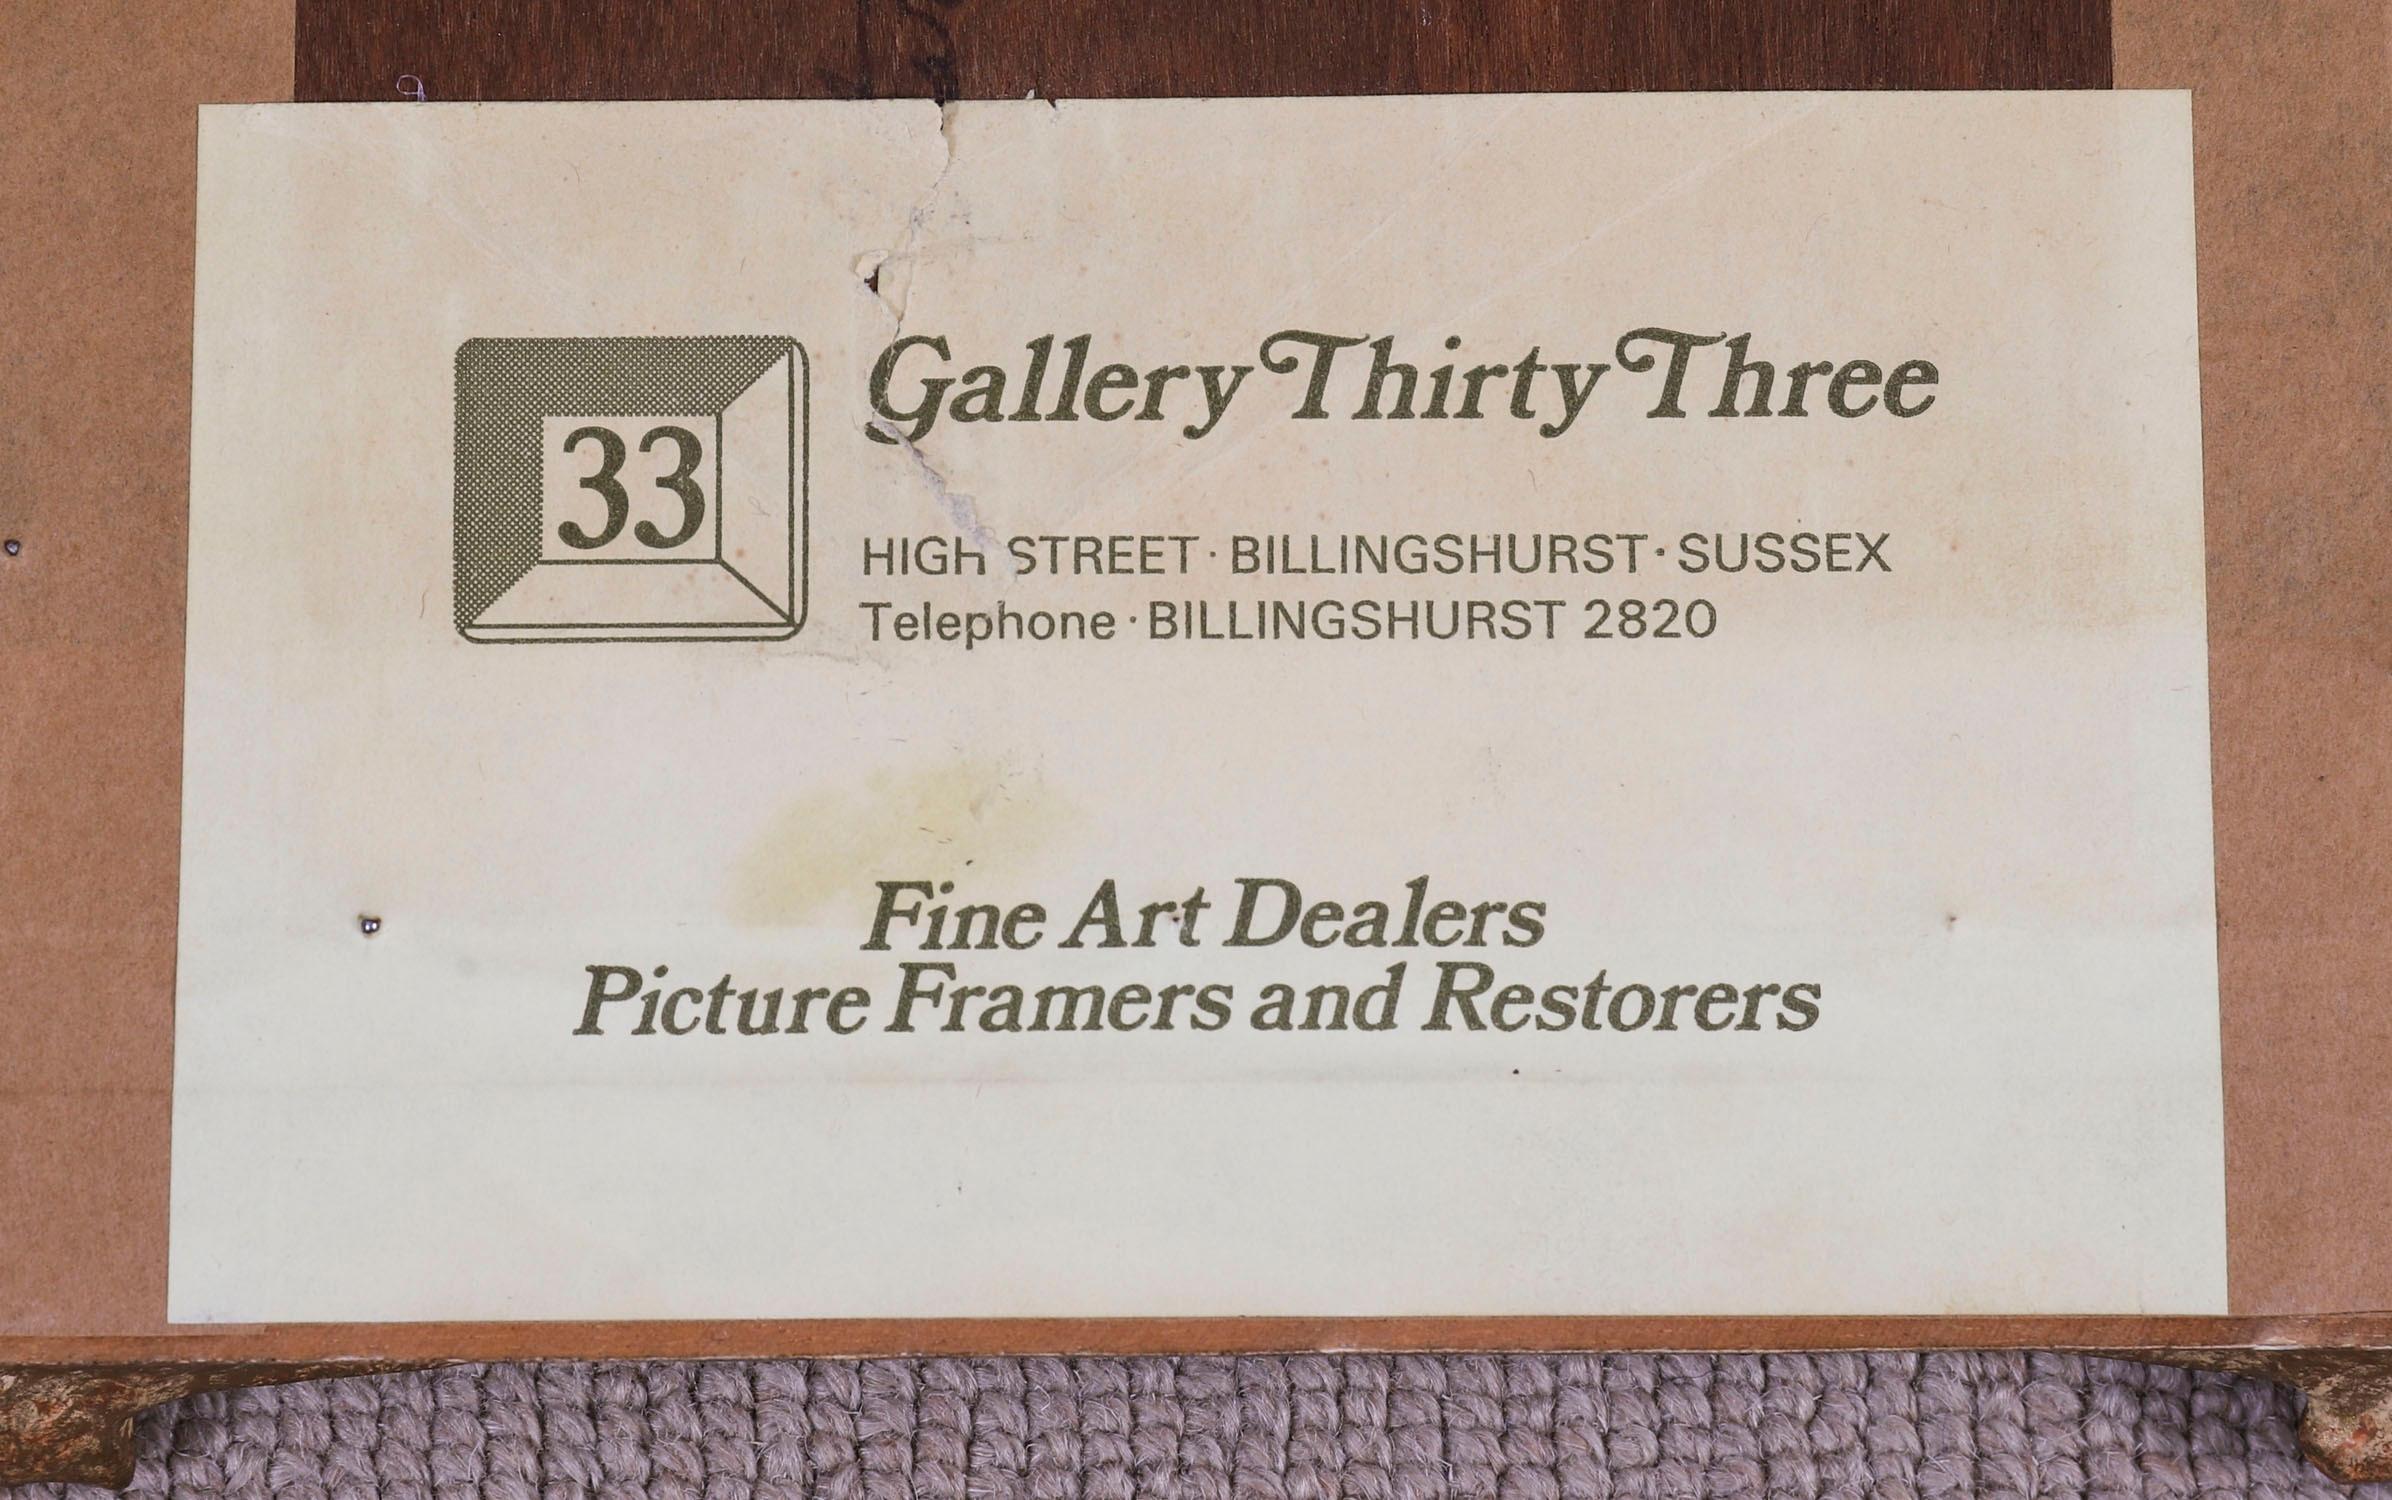 33
Gallery Thirty Three
HIGH STREET · BILLINGSHURST · SUSSEX
Telephone · BILLINGSHURST 2820
Fine Art Dealers
Picture Framers and Restorers